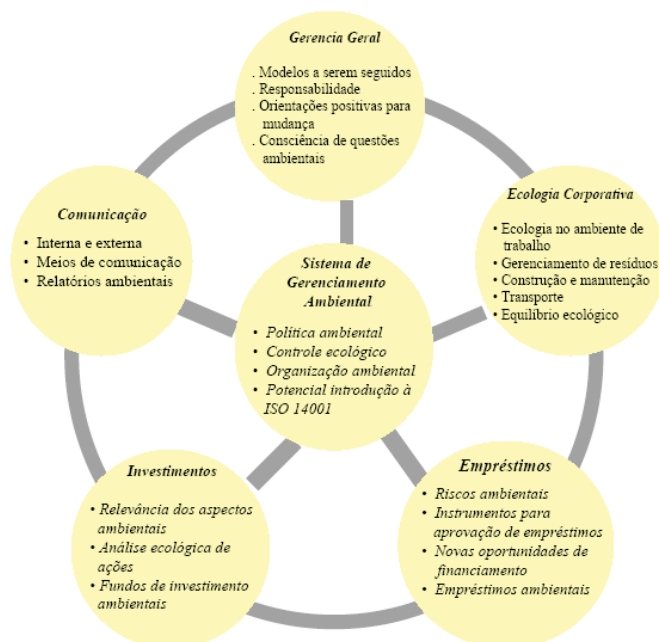 Gerencia Geral
. Modelos a serem seguidos
. Responsabilidade
. Orientações positivas para
mudança
. Consciência de questões
ambientais
Comunicação
• Interna e externa
• Meios de comunicação
• Relatórios ambientais
Ecologia Corporativa
• Ecologia no ambiente de
trabalho
• Gerenciamento de resíduos
• Construção e manutenção
• Transporte
• Equilíbrio ecológico
Sistema de
Gerenciamento
Ambiental
• Política ambiental
• Controle ecológico
• Organização ambiental
• Potencial introdução à
ISO 14001
Investimentos
• Relevância dos aspectos
ambientais
• Análise ecológica de
ações
• Fundos de investimento
ambientais
Empréstimos
• Riscos ambientais
• Instrumentos para
aprovação de empréstimos
• Novas oportunidades de
financiamento
• Empréstimos ambientais